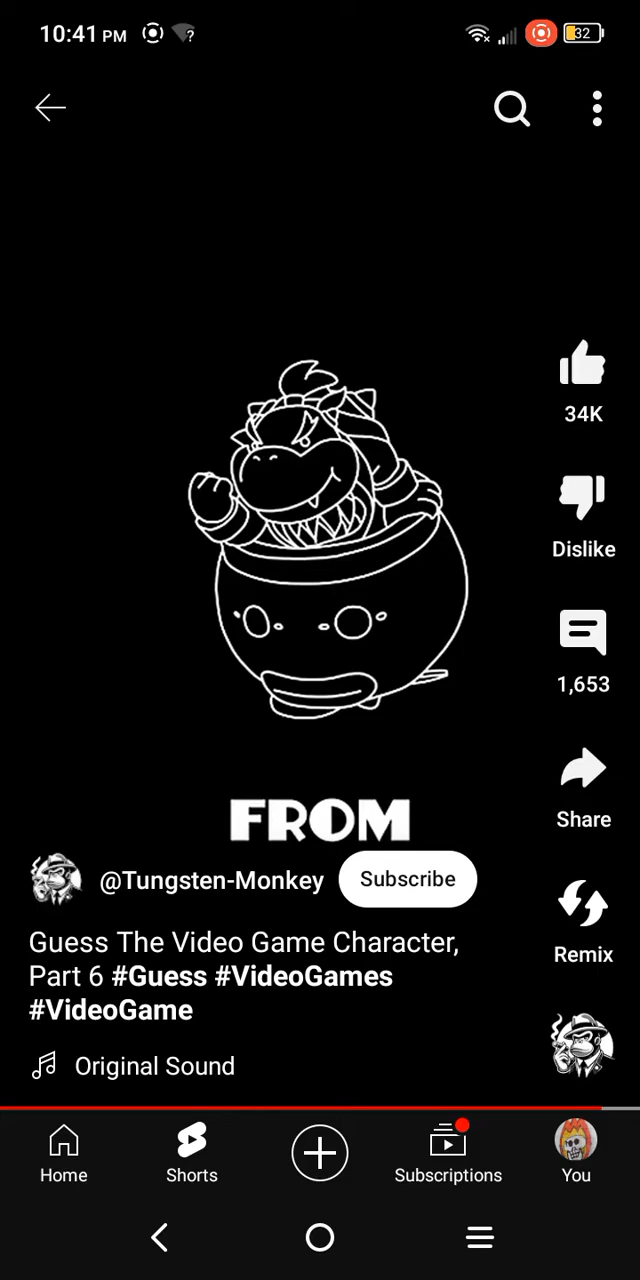 10:41 PM
32
34K
Dislike
1,653
Share
FROM
@Tungsten-Monkey
Subscribe
Guess The Video Game Character,
Part 6 #Guess #VideoGames
#VideoGame
Remix
Original Sound
Home
Shorts
Subscriptions
You